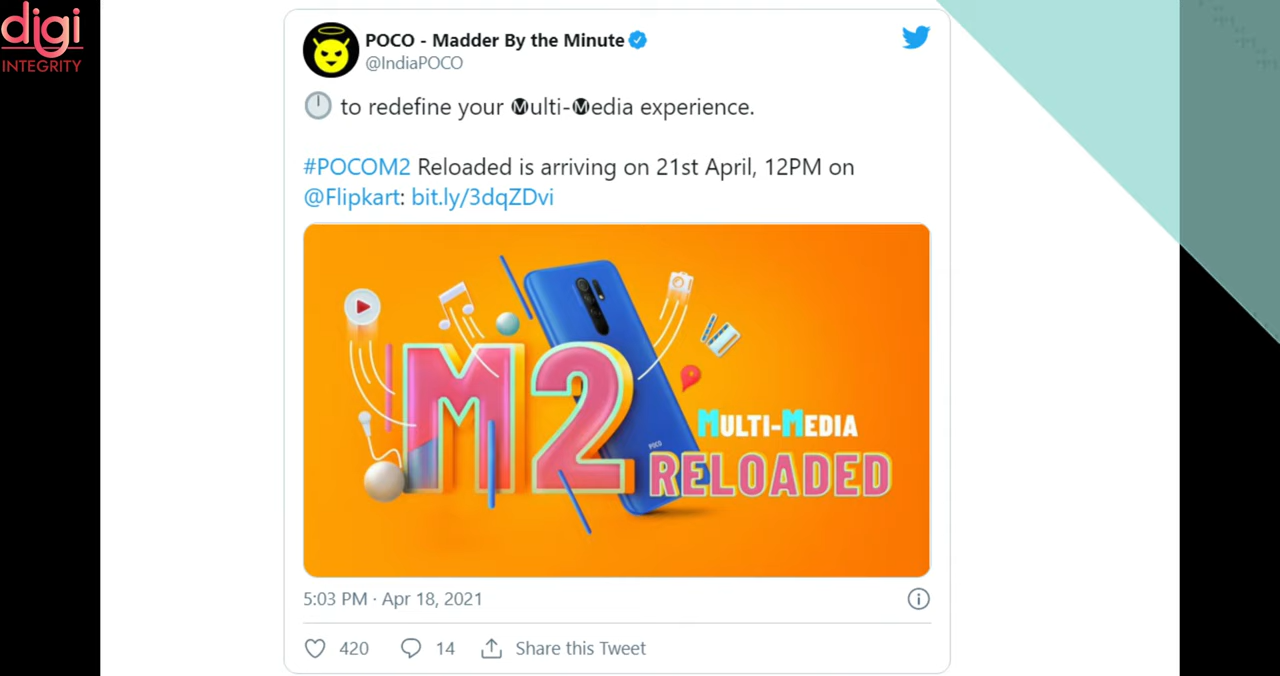 digi
INTEGRITY
POCO - Madder By the Minute
@IndiaPOCO
🕛 to redefine your Ⓜulti-Ⓜedia experience.
#POCOM2 Reloaded is arriving on 21st April, 12PM on
@Flipkart: bit.ly/3dqZDvi
M2
POCO
MULTI-MEDIA
RELOADED
5:03 PM · Apr 18, 2021
420 14 Share this Tweet